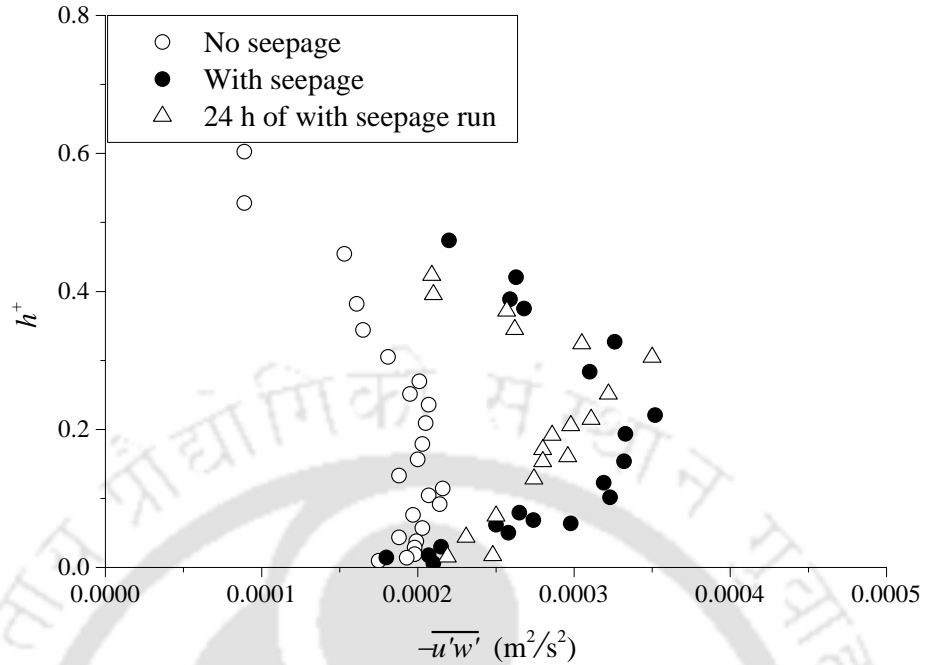 0.8
No seepage
With seepage
24 h of with seepage run
0.6
0.4
0.2
0.0
h⁺
0.0000 0.0001 0.0002 0.0003 0.0004 0.0005
−u'w' (m²/s²)